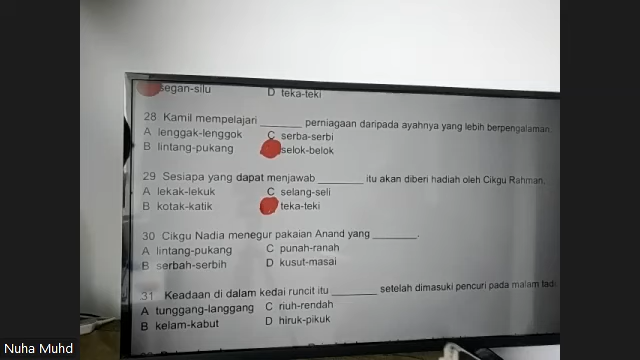 segan-silu D teka-teki
28 Kamil mempelajari ________ perniagaan daripada ayahnya yang lebih berpengalaman.
A lenggak-lenggok C serba-serbi
B lintang-pukang selok-belok
29 Sesiapa yang dapat menjawab ________ itu akan diberi hadiah oleh Cikgu Rahman.
A lekak-lekuk C selang-seli
B kotak-katik teka-teki
30 Cikgu Nadia menegur pakaian Anand yang ________.
A lintang-pukang C punah-ranah
B serbah-serbih D kusut-masai
31 Keadaan di dalam kedai runcit itu ________ setelah dimasuki pencuri pada malam tadi
A tunggang-langgang C riuh-rendah
B kelam-kabut D hiruk-pikuk
Nuha Muhd